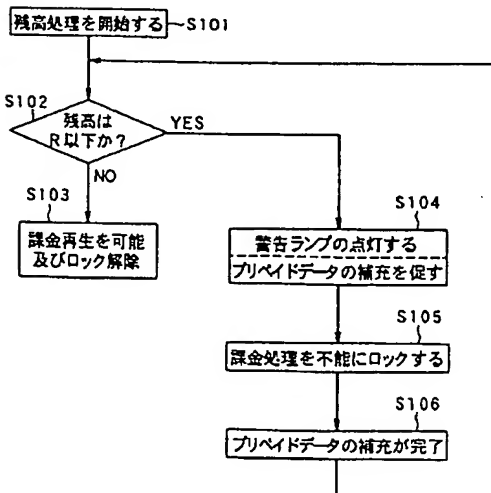 残高処理を開始する
S101
S102
残高は
R以下か?
YES
NO
S103
課金再生を可能
及びロック解除
S104
警告ランプの点灯する
プリペイドデータの補充を促す
S105
課金処理を不能にロックする
S106
プリペイドデータの補充が完了